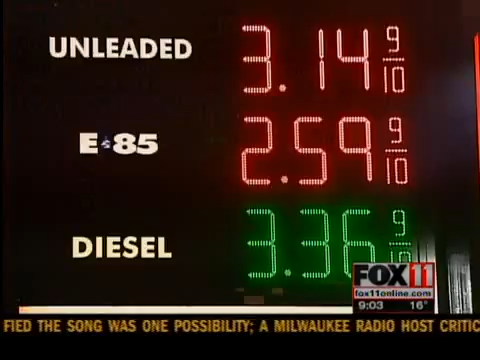 UNLEADED 3.14 9/10
E-85 2.59 9/10
DIESEL 3.36 9/10
FOX 11
fox11online.com
9:03 16°
FIED THE SONG WAS ONE POSSIBILITY; A MILWAUKEE RADIO HOST CRITIC